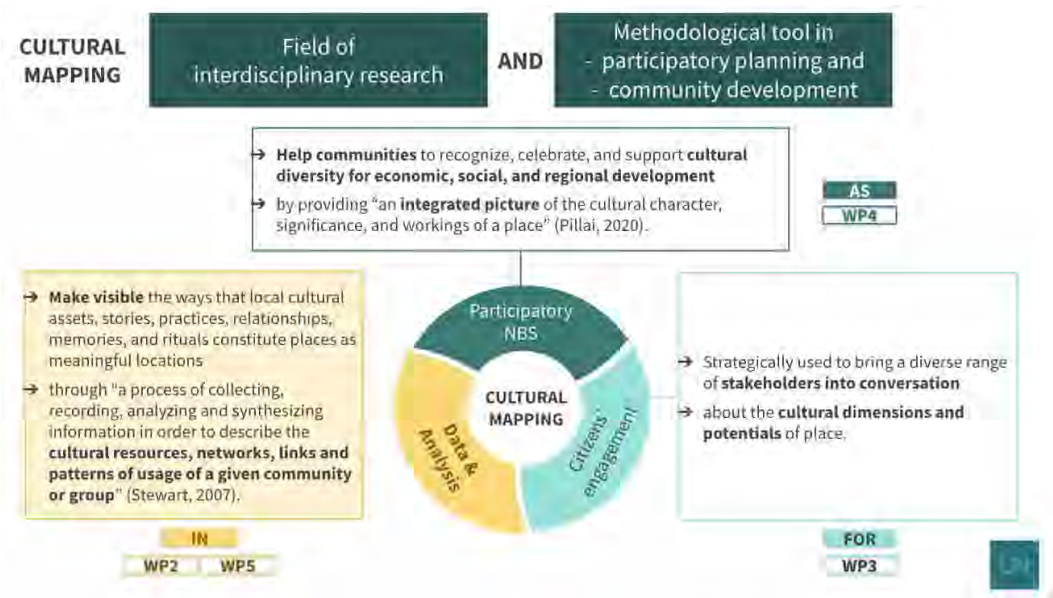 CULTURAL
MAPPING
Field of
interdisciplinary research
AND
Methodological tool in
- participatory planning and
- community development
→ Help communities to recognize, celebrate, and support cultural
diversity for economic, social, and regional development
→ by providing “an integrated picture of the cultural character,
significance, and workings of a place” (Pillai, 2020).
AS
WP4
→ Make visible the ways that local cultural
assets, stories, practices, relationships,
memories, and rituals constitute places as
meaningful locations
→ through “a process of collecting,
recording, analyzing and synthesizing
information in order to describe the
cultural resources, networks, links and
patterns of usage of a given community
or group” (Stewart, 2007).
IN
WP2
WP5
Participatory
NBS
CULTURAL
MAPPING
Data &
Analysis
Citizens'
engagement
→ Strategically used to bring a diverse range
of stakeholders into conversation
→ about the cultural dimensions and
potentials of place.
FOR
WP3